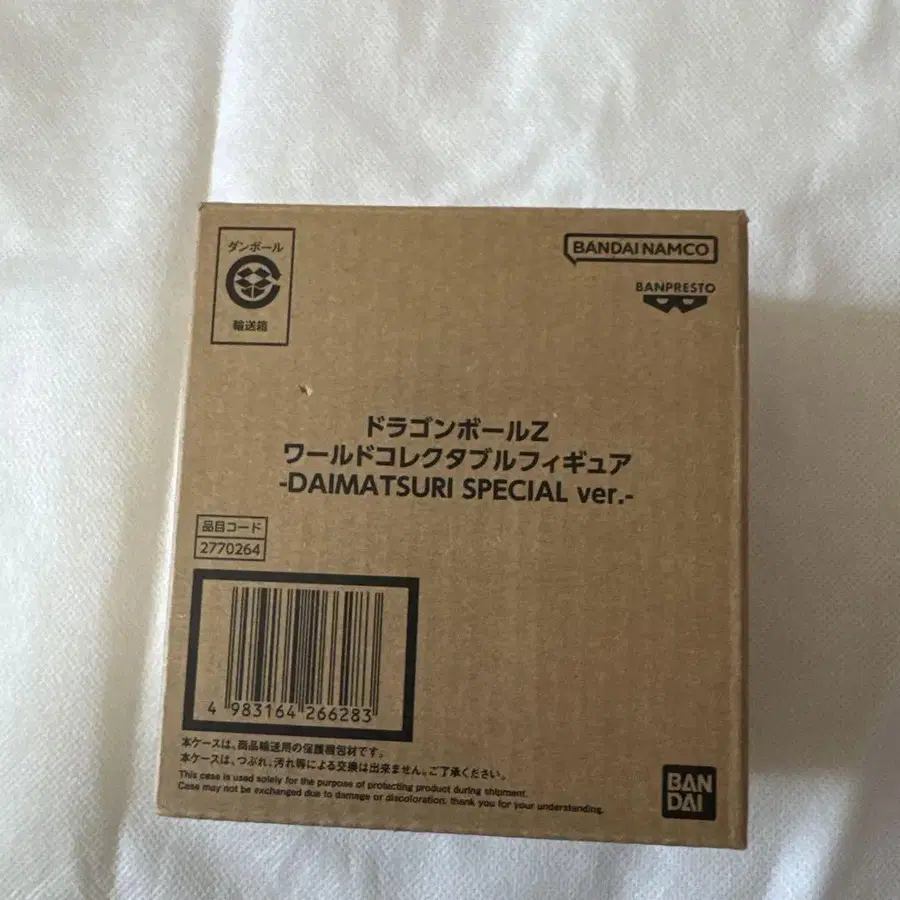 ダンボール
輸送箱
BANDAI NAMCO
BANPRESTO
ドラゴンボールZ
ワールドコレクタブルフィギュア
-DAIMATSURI SPECIAL ver.-
品目コード
2770264
4 983164 266283
本ケースは、商品輸送用の保護梱包材です。
本ケースは、つぶれ、汚れ等による交換は出来ません。ご了承ください。
This case is used solely for the purpose of protecting product during shipment.
Case may not be exchanged due to damage or discoloration. thank you for your understanding.
BAN
DAI